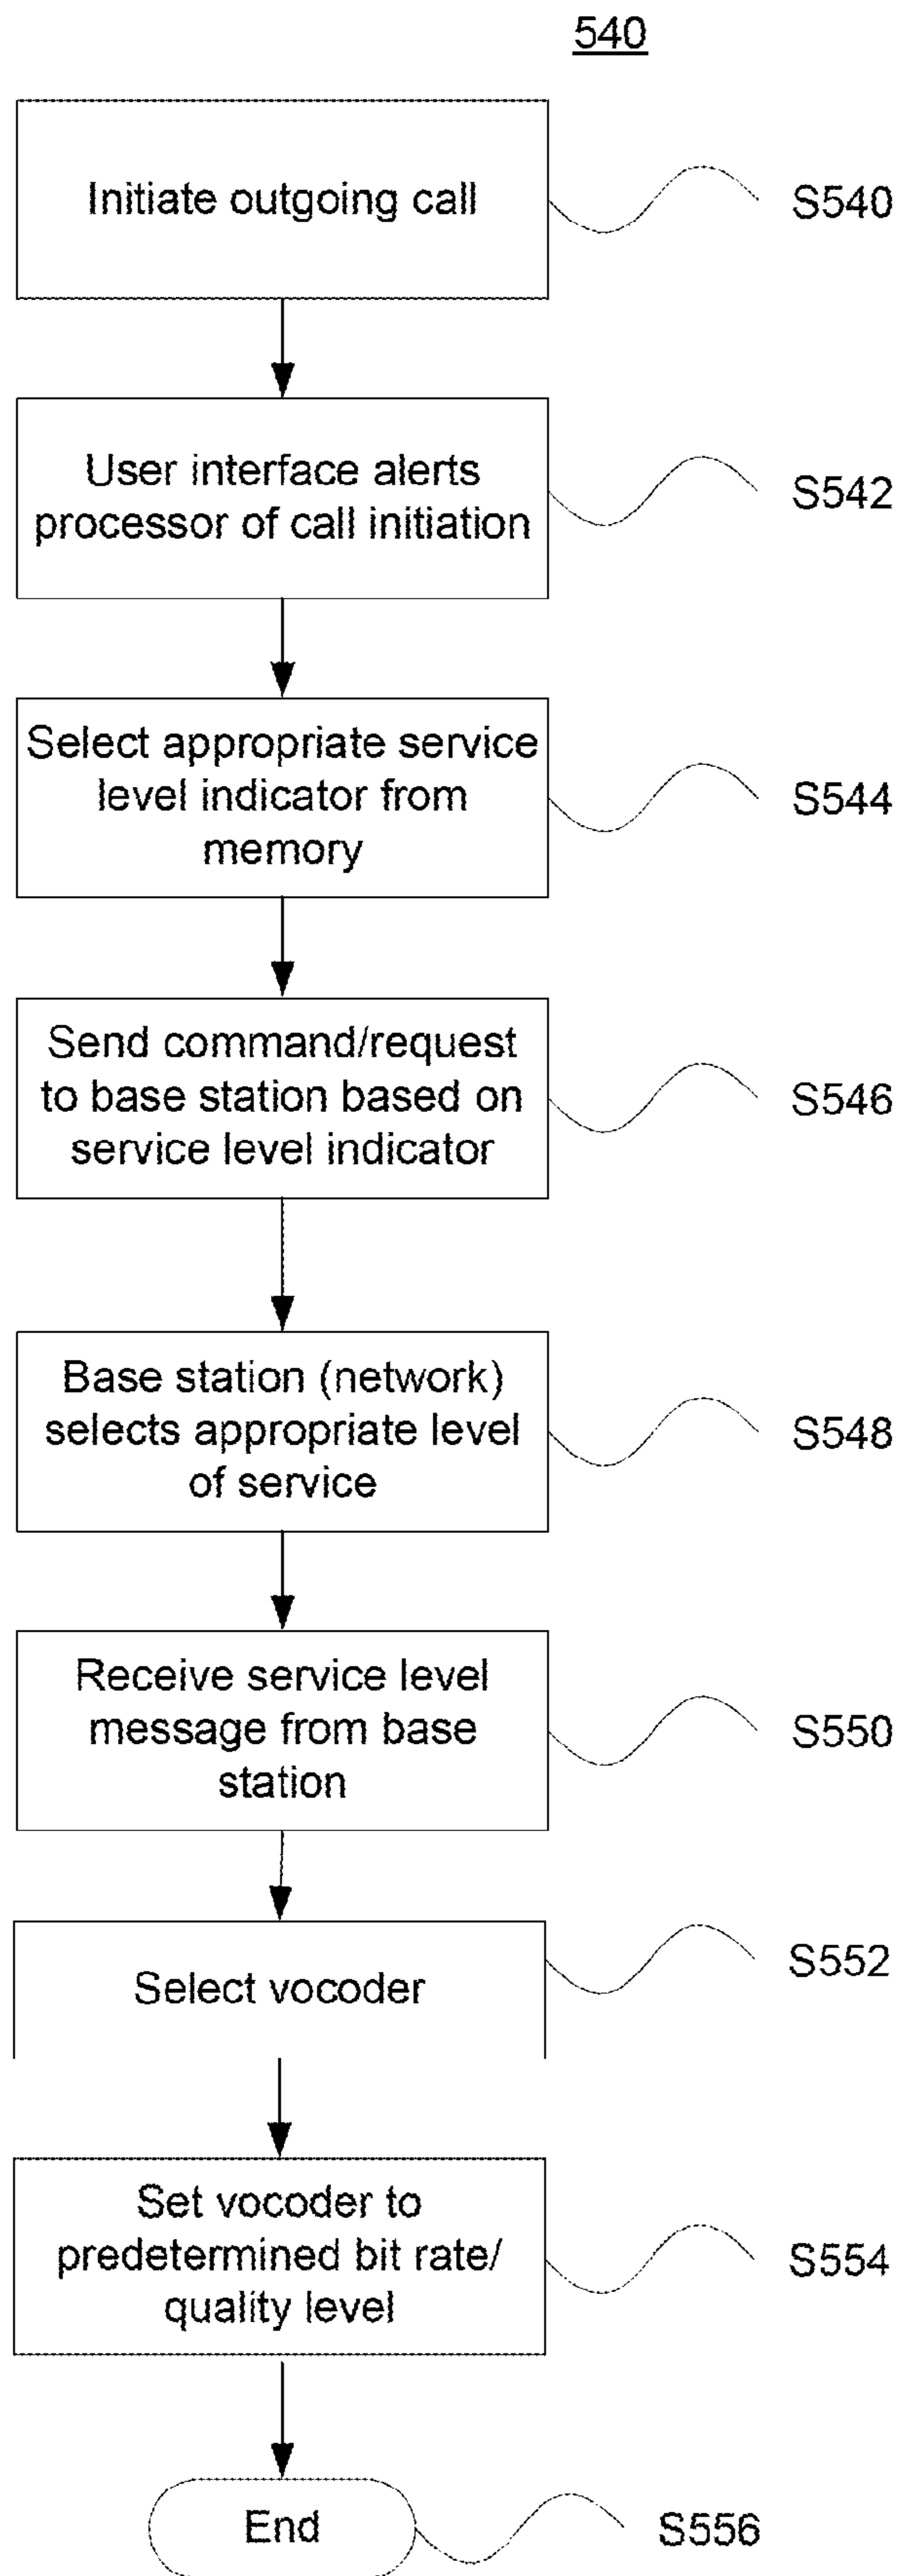 540
Initiate outgoing call
S540
User interface alerts
processor of call initiation
S542
Select appropriate service
level indicator from
memory
S544
Send command/request
to base station based on
service level indicator
S546
Base station (network)
selects appropriate level
of service
S548
Receive service level
message from base
station
S550
Select vocoder
S552
Set vocoder to
predetermined bit rate/
quality level
S554
End
S556